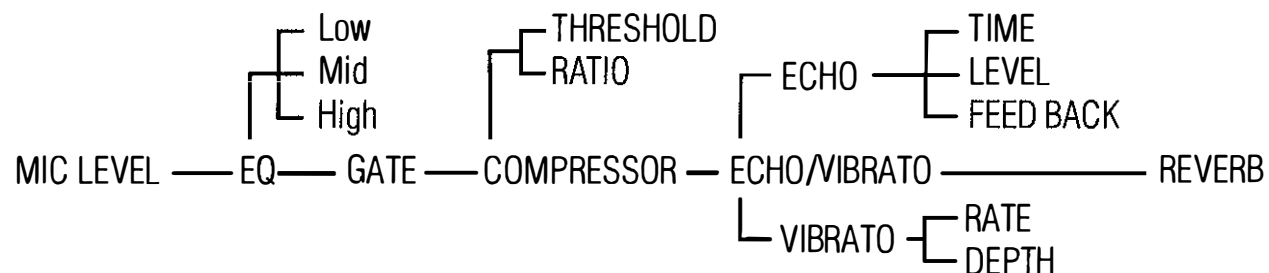 Low
Mid
High
THRESHOLD
RATIO
ECHO
TIME
LEVEL
FEED BACK
MIC LEVEL EQ GATE COMPRESSOR ECHO/VIBRATO REVERB
VIBRATO
RATE
DEPTH